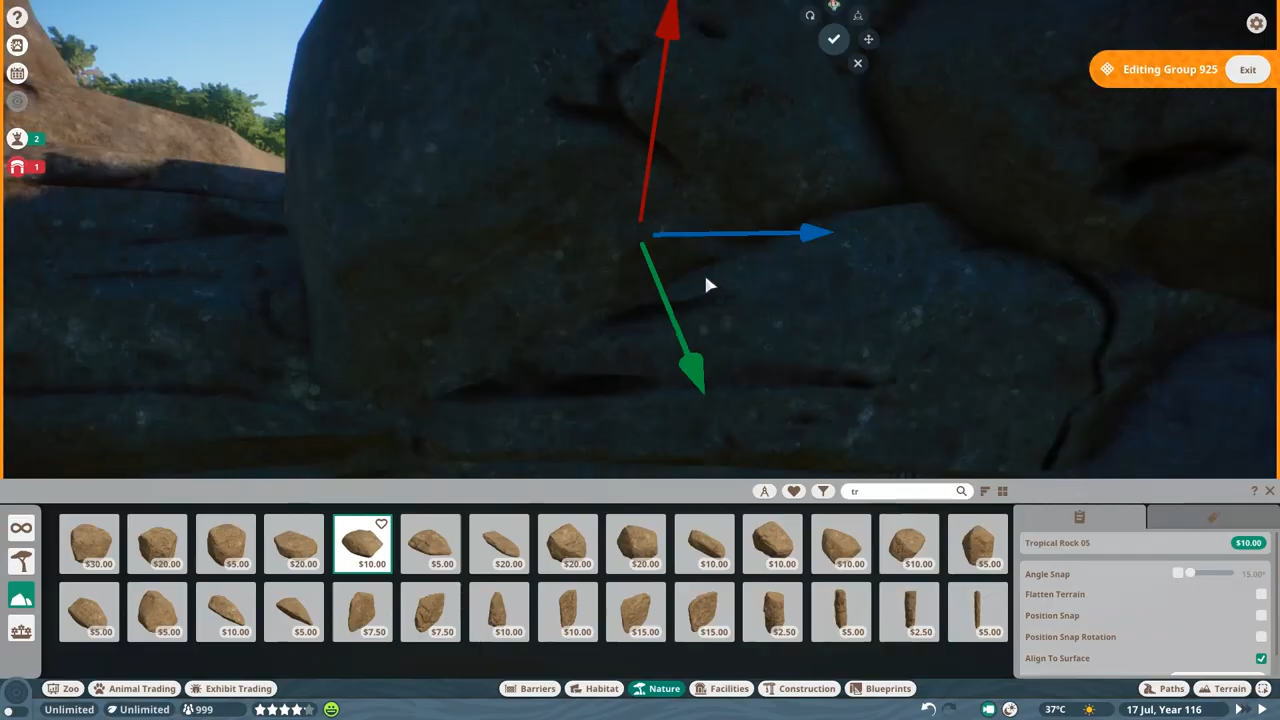 Editing Group 925
Exit
2
1
tr
$30.00
$20.00
$5.00
$20.00
$10.00
$5.00
$20.00
$20.00
$20.00
$10.00
$10.00
$10.00
$10.00
$5.00
$5.00
$5.00
$10.00
$5.00
$7.50
$7.50
$10.00
$10.00
$15.00
$15.00
$2.50
$5.00
$2.50
$5.00
Tropical Rock 05
$10.00
Angle Snap
15.00°
Flatten Terrain
Position Snap
Position Snap Rotation
Align To Surface
Zoo
Animal Trading
Exhibit Trading
Barriers
Habitat
Nature
Facilities
Construction
Blueprints
Paths
Terrain
Unlimited
Unlimited
999
37°C
17 Jul, Year 116